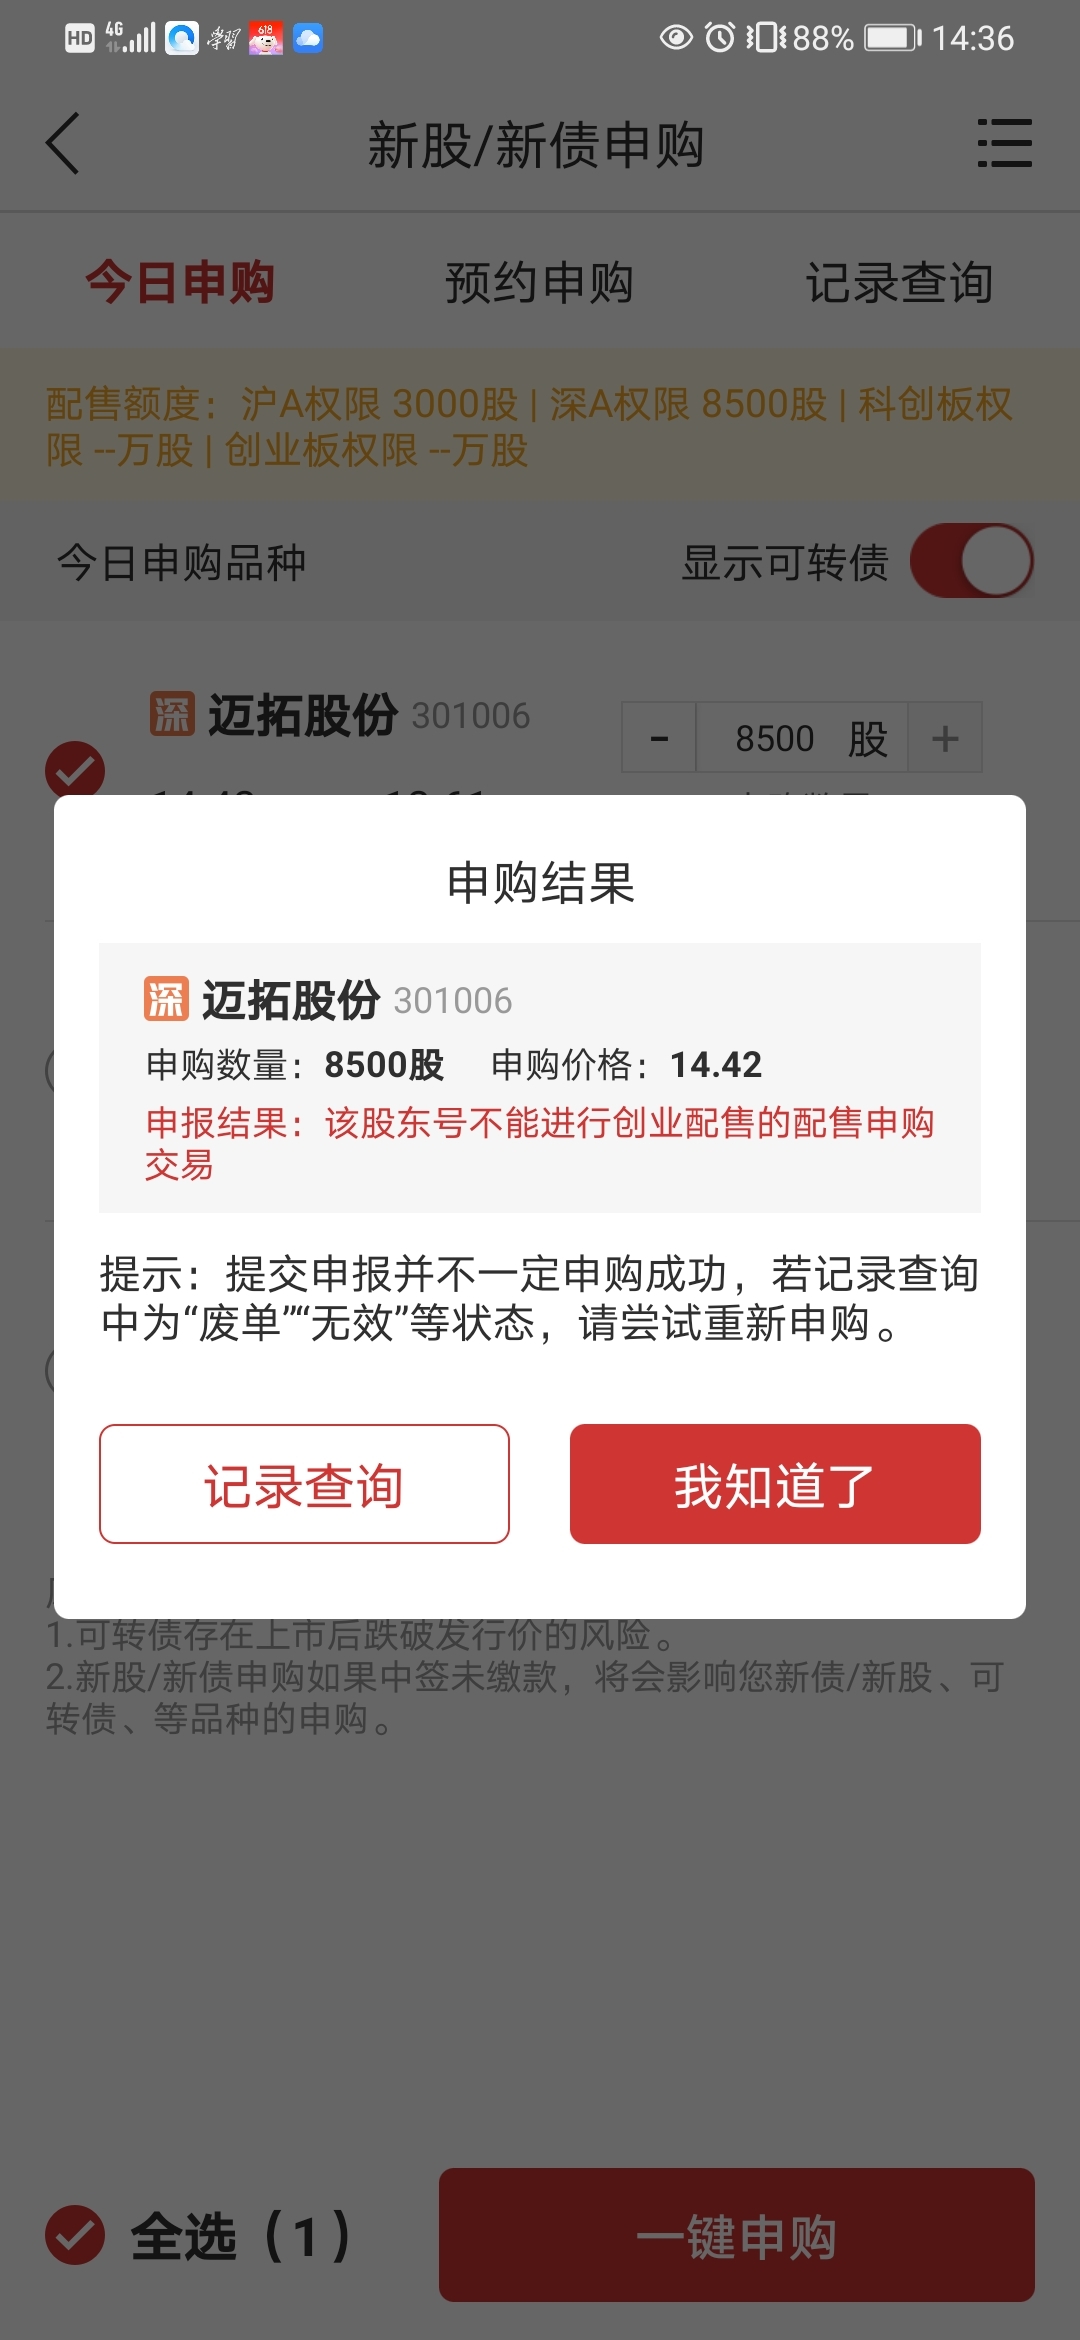 HD 4G 学習 618 88% 14:36
新股/新债申购
今日申购 预约申购 记录查询
配售额度：沪A权限 3000股 | 深A权限 8500股 | 科创板权
限 --万股 | 创业板权限 --万股
今日申购品种 显示可转债
深 迈拓股份 301006
- 8500 股 +
申购结果
深 迈拓股份 301006
申购数量：8500股 申购价格：14.42
申报结果：该股东号不能进行创业配售的配售申购
交易
提示：提交申报并不一定申购成功，若记录查询
中为“废单”“无效”等状态，请尝试重新申购。
记录查询 我知道了
1.可转债存在上市后跌破发行价的风险。
2.新股/新债申购如果中签未缴款，将会影响您新债/新股、可
转债、等品种的申购。
全选（1） 一键申购